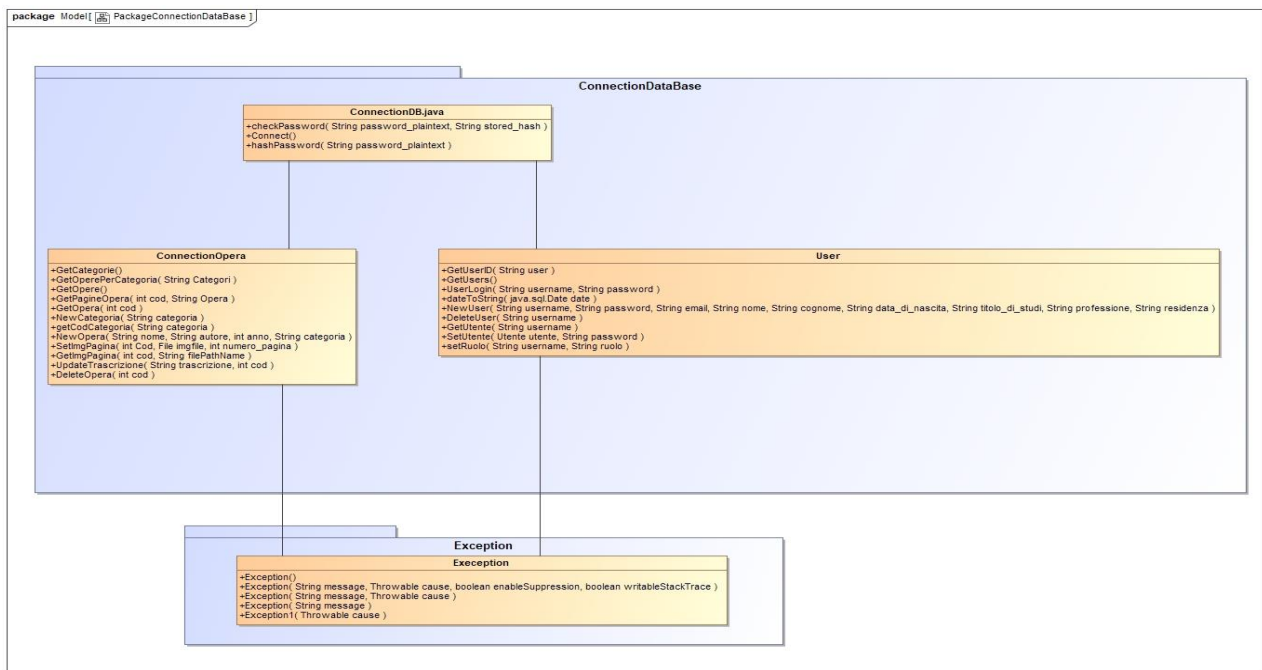 package Model[ PackageConnectionDataBase ]
ConnectionDataBase
ConnectionDB.java
+checkPassword( String password_plaintext, String stored_hash )
+Connect()
+hashPassword( String password_plaintext )
ConnectionOpera
+GetCategorie()
+GetOperePerCategoria( String Categori )
+GetOpere()
+GetPagineOpera( int cod, String Opera )
+GetOpera( int cod )
+NewCategoria( String categoria )
+getCodCategoria( String categoria )
+NewOpera( String nome, String autore, int anno, String categoria )
+SetImgPagina( int Cod, File imgfile, int numero_pagina )
+GetImgPagina( int cod, String filePathName )
+UpdateTrascrizione( String trascrizione, int cod )
+DeleteOpera( int cod )
User
+GetUserID( String user )
+GetUsers()
+UserLogin( String username, String password )
+dateToString( java.sql.Date date )
+NewUser( String username, String password, String email, String nome, String cognome, String data_di_nascita, String titolo_di_studi, String professione, String residenza )
+DeleteUser( String username )
+GetUtente( String username )
+SetUtente( Utente utente, String password )
+setRuolo( String username, String ruolo )
Exception
Exeception
+Exception()
+Exception( String message, Throwable cause, boolean enableSuppression, boolean writableStackTrace )
+Exception( String message, Throwable cause )
+Exception( String message )
+Exception1( Throwable cause )